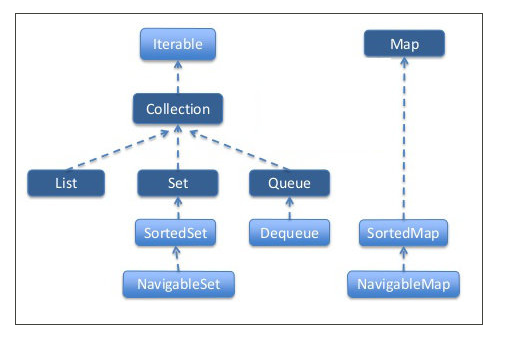 Iterable
Map
Collection
List
Set
Queue
SortedSet
Dequeue
SortedMap
NavigableSet
NavigableMap